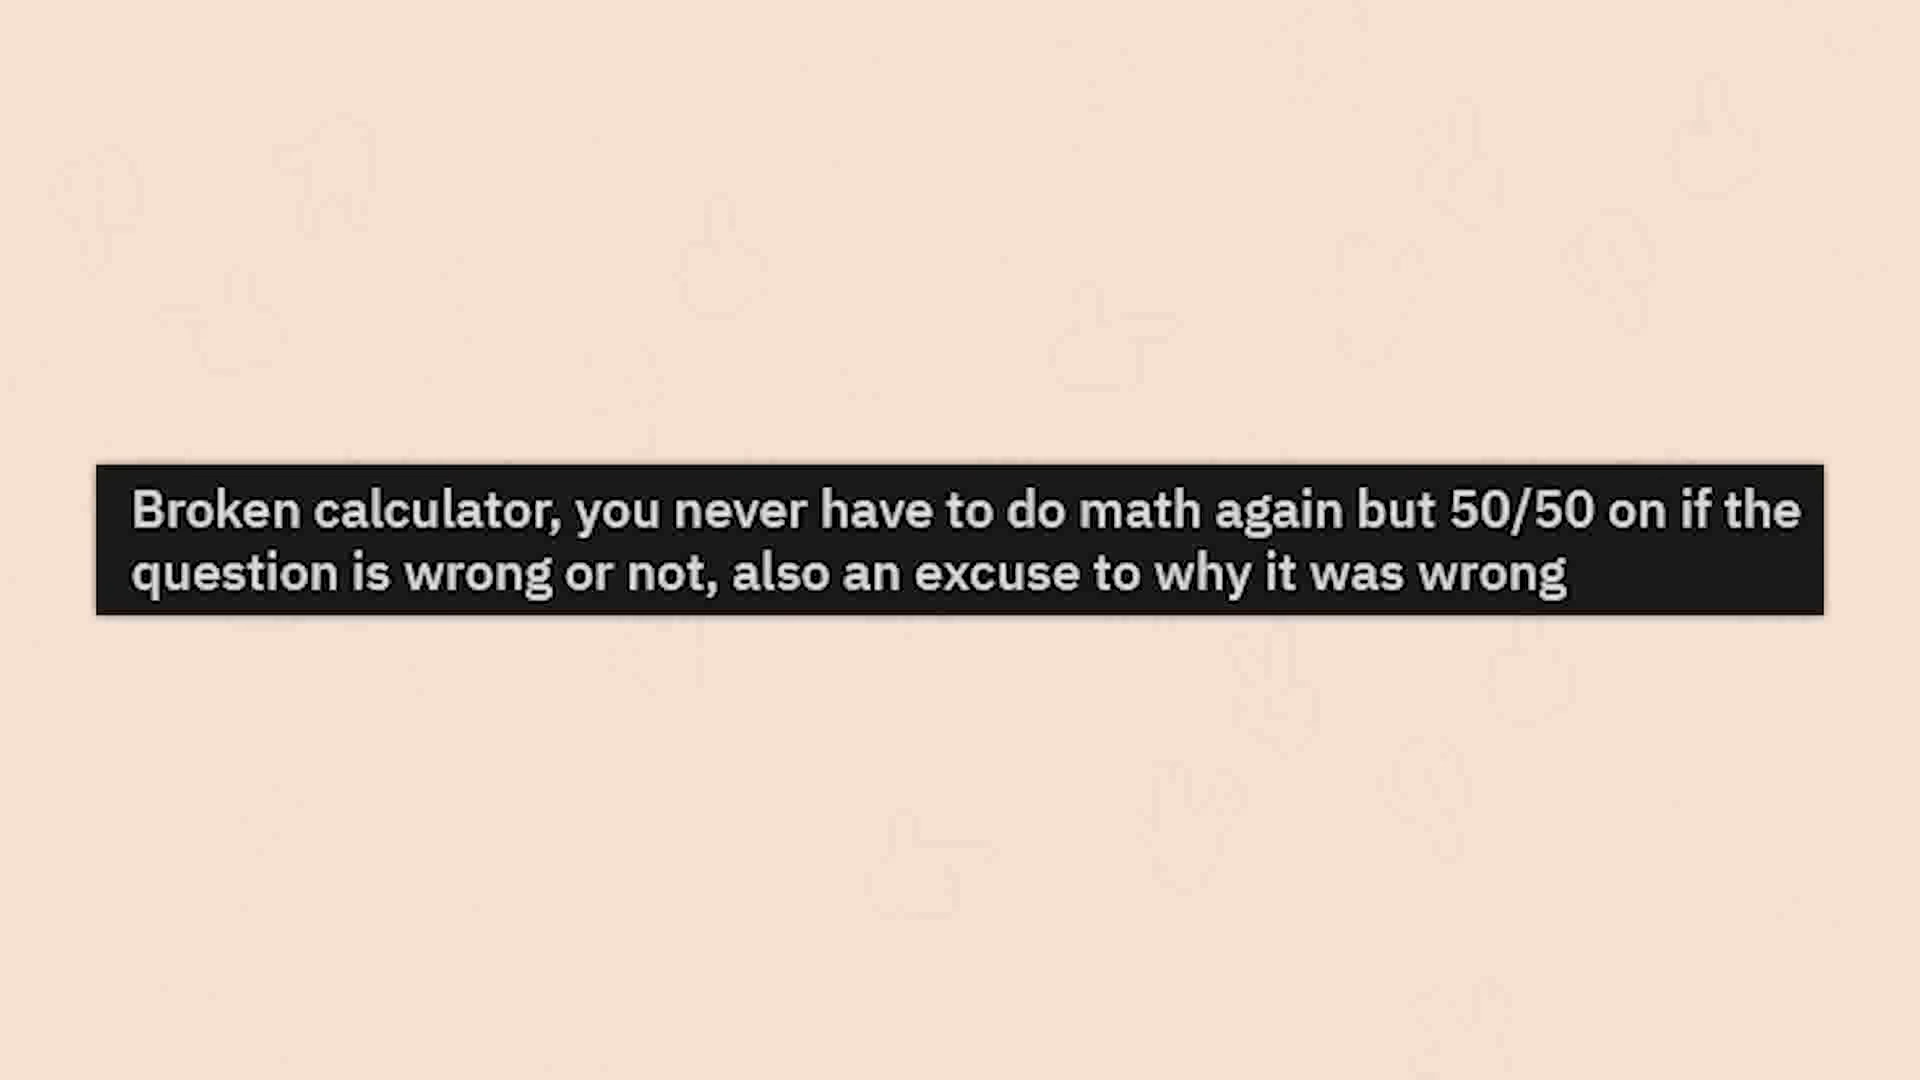 Broken calculator, you never have to do math again but 50/50 on if the
question is wrong or not, also an excuse to why it was wrong